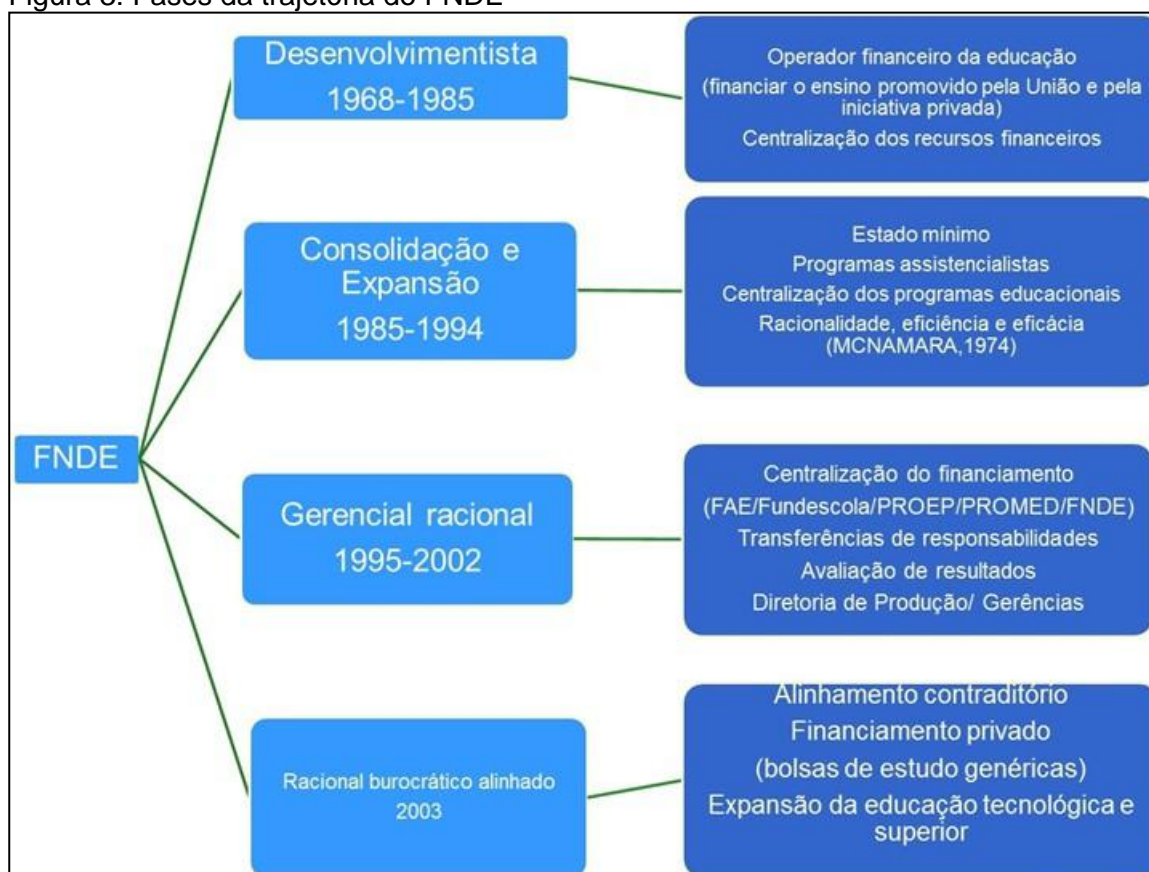 Figura 3. Fases da trajetória do FNDE
Desenvolvimentista
1968-1985
Operador financeiro da educação
(financiar o ensino promovido pela União e pela
iniciativa privada)
Centralização dos recursos financeiros
Consolidação e
Expansão
1985-1994
Estado mínimo
Programas assistencialistas
Centralização dos programas educacionais
Racionalidade, eficiência e eficácia
(MCNAMARA,1974)
FNDE
Gerencial racional
1995-2002
Centralização do financiamento
(FAE/Fundescola/PROEP/PROMED/FNDE)
Transferências de responsabilidades
Avaliação de resultados
Diretoria de Produção/ Gerências
Racional burocrático alinhado
2003
Alinhamento contraditório
Financiamento privado
(bolsas de estudo genéricas)
Expansão da educação tecnológica e
superior